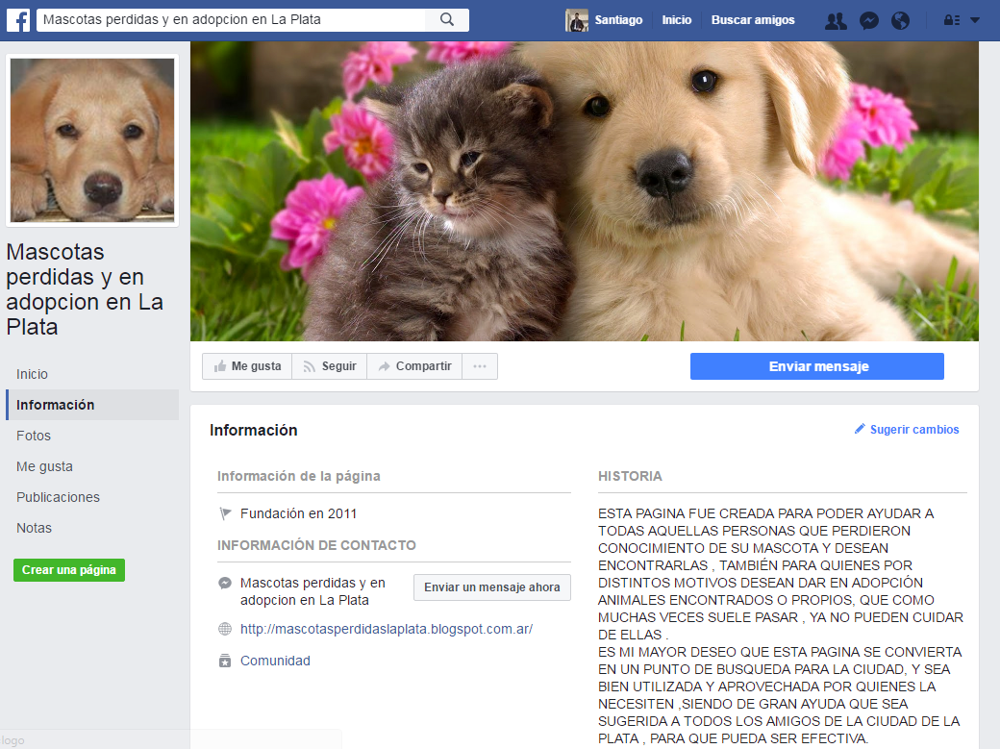 Mascotas perdidas y en adopcion en La Plata
Santiago
Inicio
Buscar amigos
Mascotas
perdidas y en
adopcion en La
Plata
Inicio
Información
Fotos
Me gusta
Publicaciones
Notas
Crear una página
Me gusta
Seguir
Compartir
Enviar mensaje
Información
Sugerir cambios
Información de la página
Fundación en 2011
INFORMACIÓN DE CONTACTO
Mascotas perdidas y en
adopcion en La Plata
Enviar un mensaje ahora
http://mascotasperdidaslaplata.blogspot.com.ar/
Comunidad
HISTORIA
ESTA PAGINA FUE CREADA PARA PODER AYUDAR A
TODAS AQUELLAS PERSONAS QUE PERDIERON
CONOCIMIENTO DE SU MASCOTA Y DESEAN
ENCONTRARLAS , TAMBIÉN PARA QUIENES POR
DISTINTOS MOTIVOS DESEAN DAR EN ADOPCIÓN
ANIMALES ENCONTRADOS O PROPIOS, QUE COMO
MUCHAS VECES SUELE PASAR , YA NO PUEDEN CUIDAR
DE ELLAS .
ES MI MAYOR DESEO QUE ESTA PAGINA SE CONVIERTA
EN UN PUNTO DE BUSQUEDA PARA LA CIUDAD, Y SEA
BIEN UTILIZADA Y APROVECHADA POR QUIENES LA
NECESITEN ,SIENDO DE GRAN AYUDA QUE SEA
SUGERIDA A TODOS LOS AMIGOS DE LA CIUDAD DE LA
PLATA , PARA QUE PUEDA SER EFECTIVA.
logo